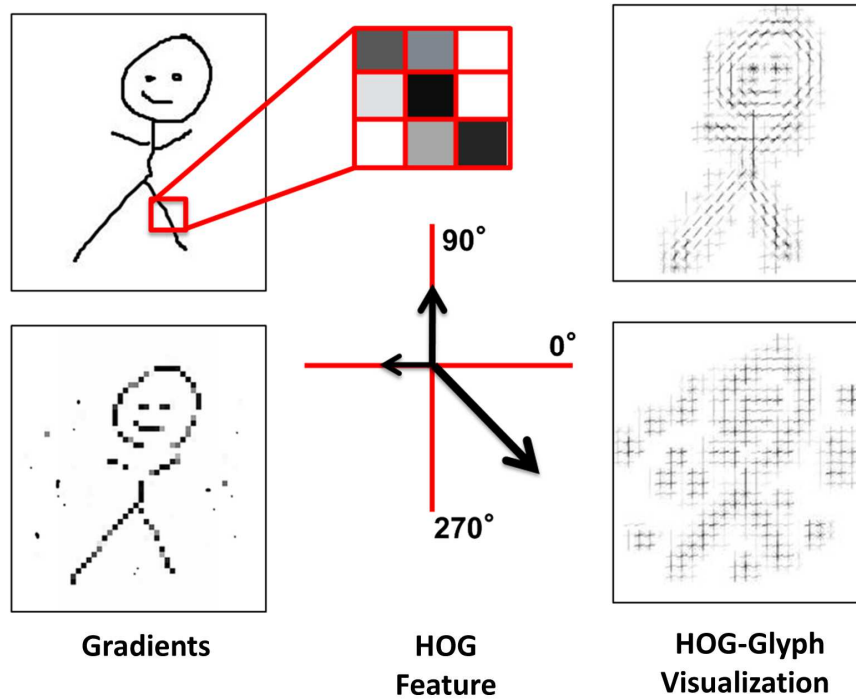 90°
0°
270°
Gradients
HOG
Feature
HOG-Glyph
Visualization